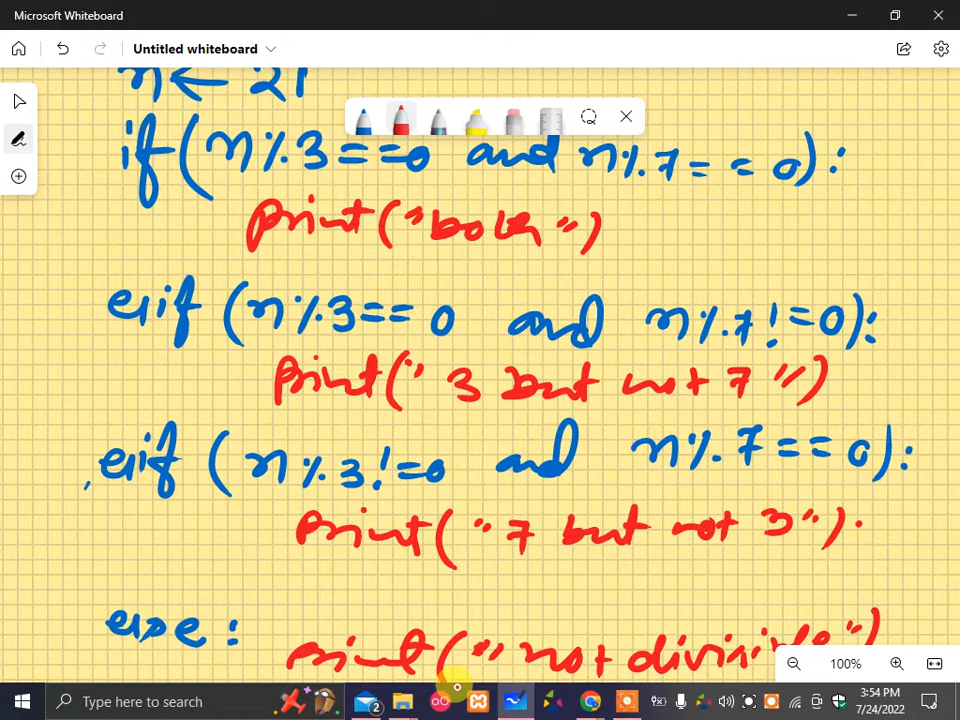 Microsoft Whiteboard
Untitled whiteboard
n ← 21
if (n%3==0 and n%7==0):
print("both")
elif (n%3==0 and n%7!=0):
print("3 but not 7")
elif (n%3!=0 and n%7==0):
print("7 but not 3").
else:
print("not divisible")
100%
Type here to search
2
3:54 PM
7/24/2022